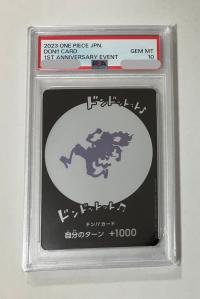 2023 ONE PIECE JPN.
DON!! CARD
GEM MT
1ST ANNIVERSARY EVENT
10
PSA
ドンドットット♪
ドンドットット♫
ドン!!カード
自分のターン +1000